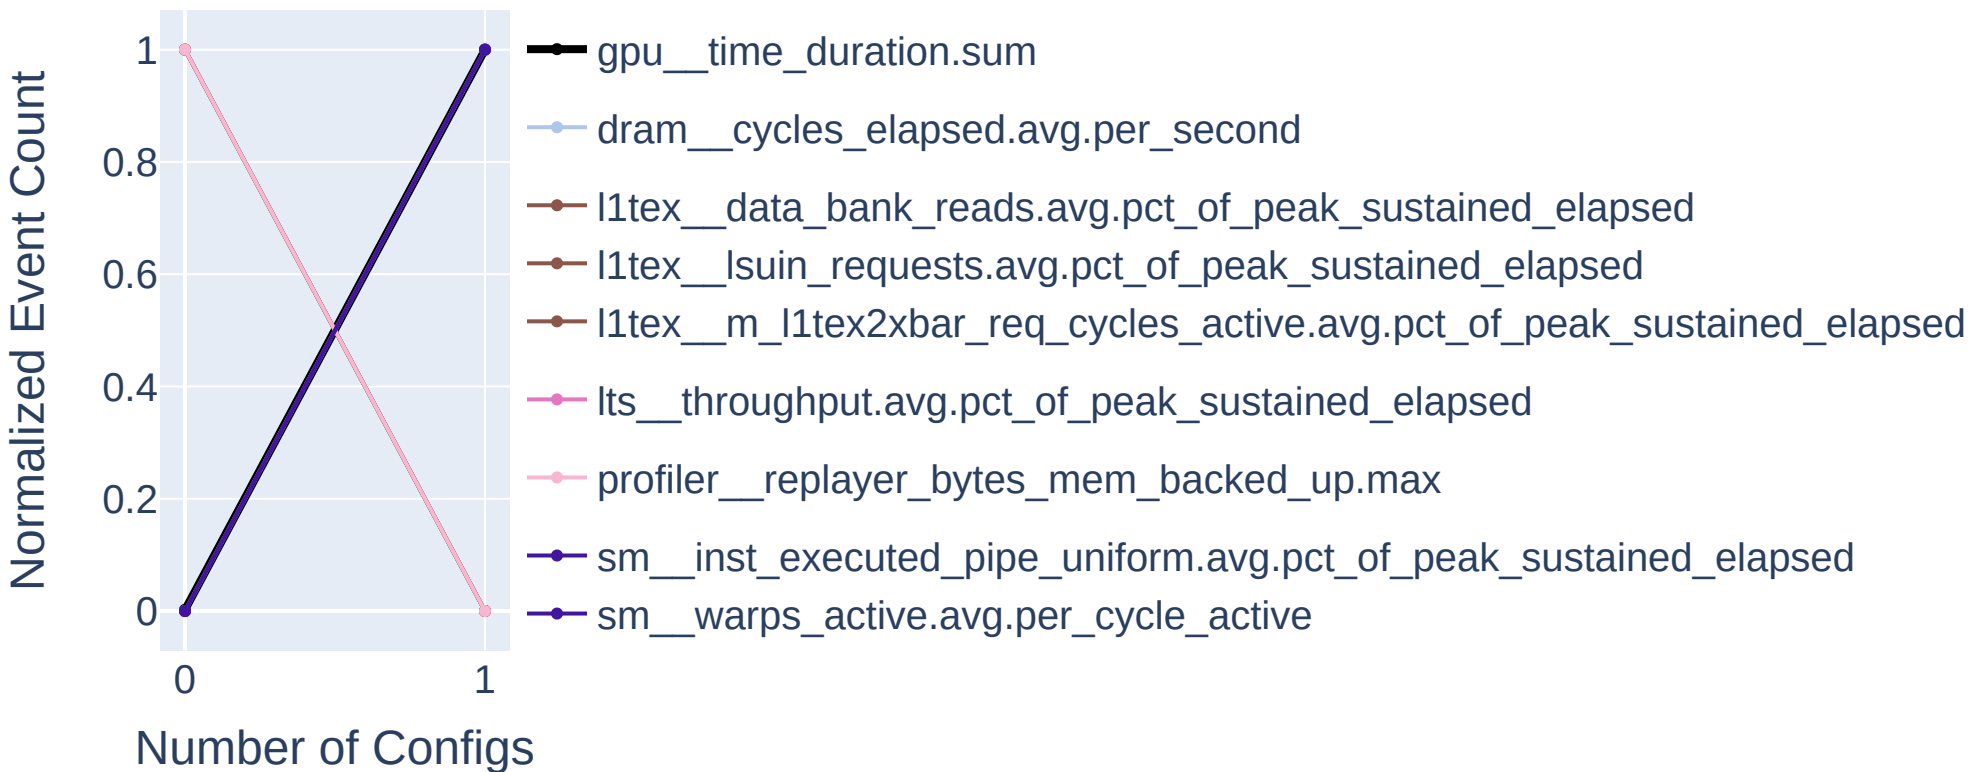 Normalized Event Count
1
0.8
0.6
0.4
0.2
0
0 1
Number of Configs
gpu__time_duration.sum
dram__cycles_elapsed.avg.per_second
l1tex__data_bank_reads.avg.pct_of_peak_sustained_elapsed
l1tex__lsuin_requests.avg.pct_of_peak_sustained_elapsed
l1tex__m_l1tex2xbar_req_cycles_active.avg.pct_of_peak_sustained_elapsed
lts__throughput.avg.pct_of_peak_sustained_elapsed
profiler__replayer_bytes_mem_backed_up.max
sm__inst_executed_pipe_uniform.avg.pct_of_peak_sustained_elapsed
sm__warps_active.avg.per_cycle_active